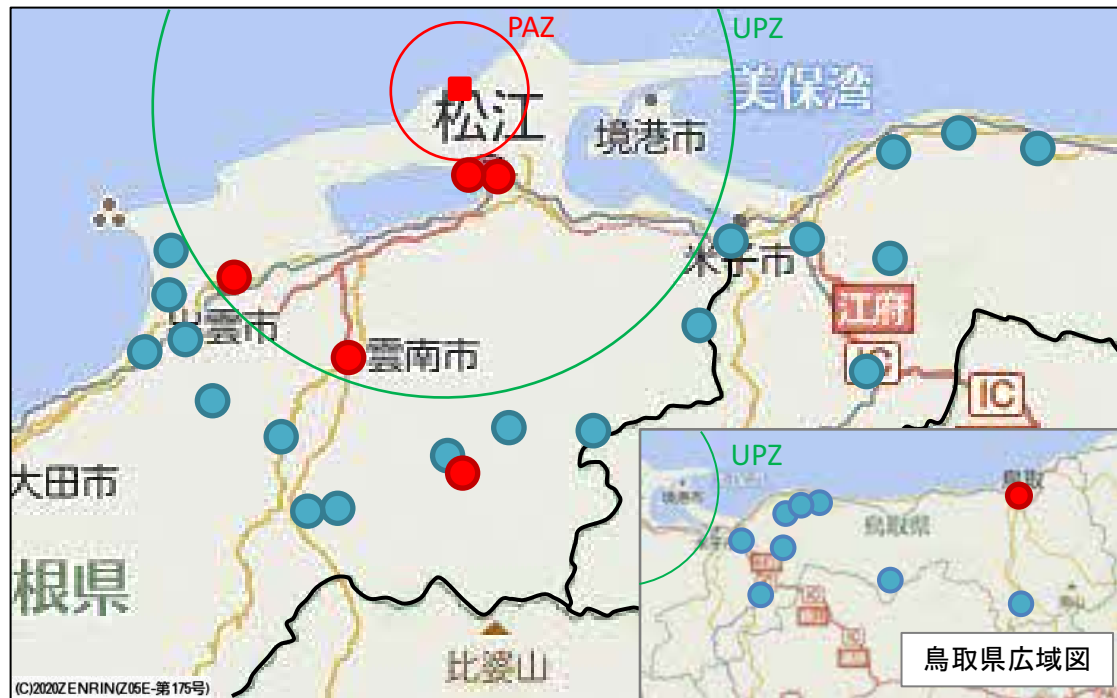 PAZ
UPZ
松江
美保湾
境港市
米子市
江府
IC
IC
出雲市
雲南市
大田市
根県
比婆山
(C)2020ZENRIN(Z05E-第175号)
UPZ
境港市
鳥取
鳥取県
IC
IC
鳥取県広域図